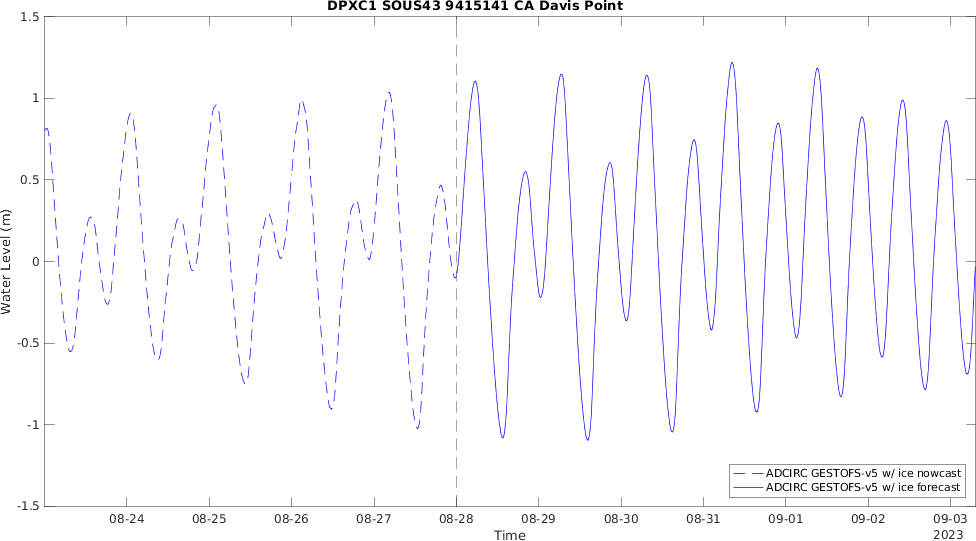 DPXC1 SOUS43 9415141 CA Davis Point
1.5
1
0.5
0
-0.5
-1
-1.5
Water Level (m)
ADCIRC GESTOFS-v5 w/ ice nowcast
ADCIRC GESTOFS-v5 w/ ice forecast
08-24 08-25 08-26 08-27 08-28 08-29 08-30 08-31 09-01 09-02 09-03
Time 2023